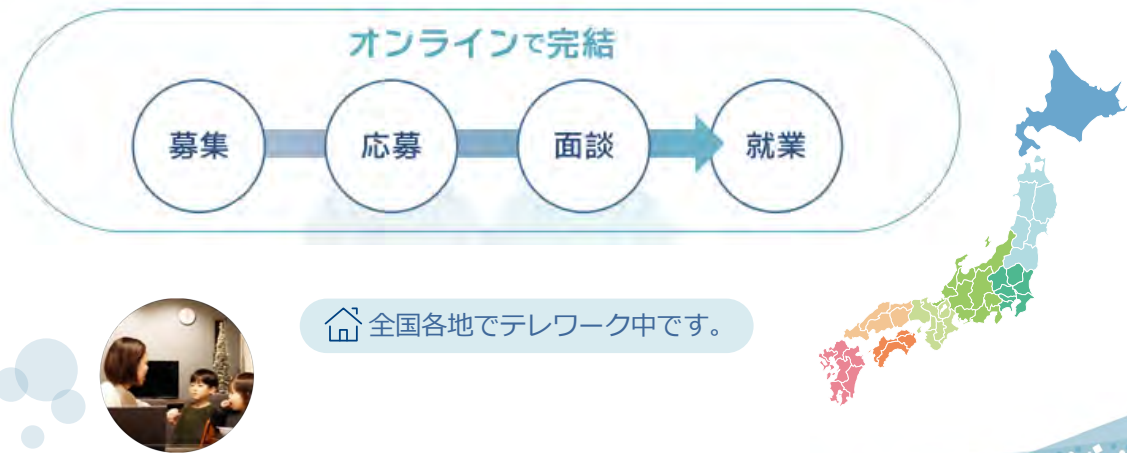 オンラインで完結
募集
応募
面談
就業
全国各地でテレワーク中です。